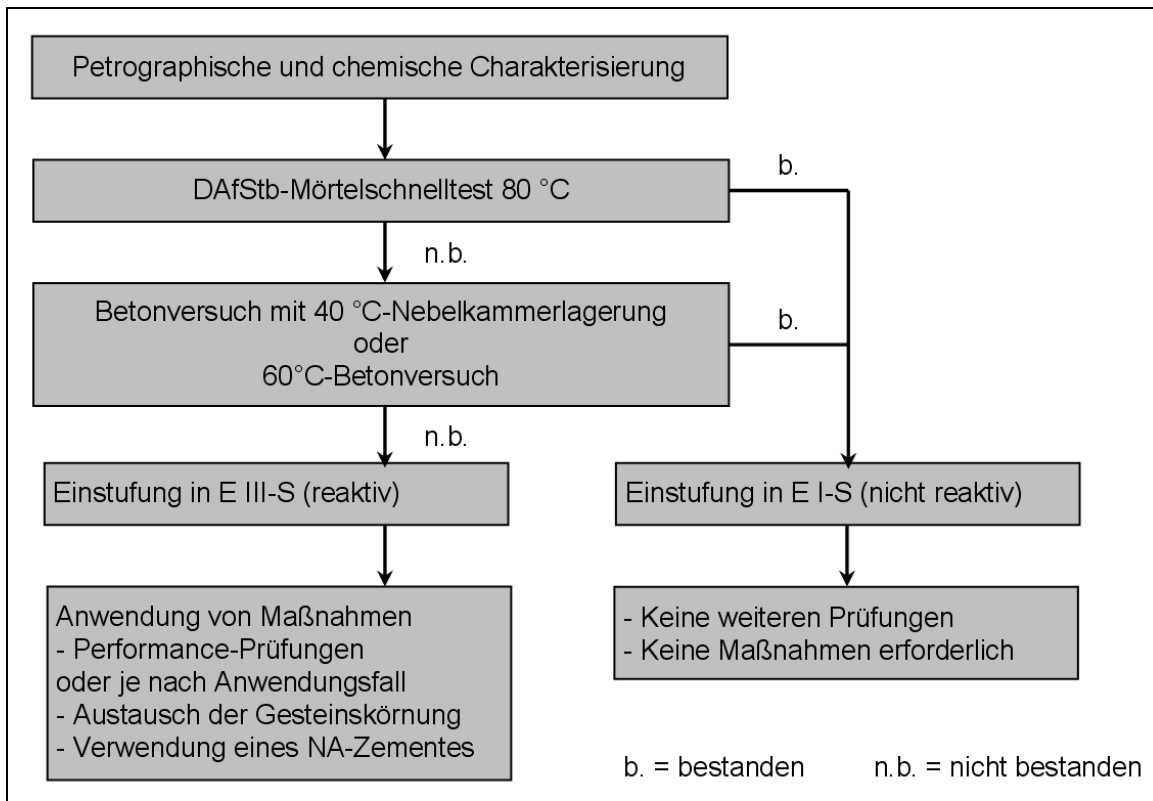 Petrographische und chemische Charakterisierung
DAfStb-Mörtelschnelltest 80 °C
b.
n.b.
Betonversuch mit 40 °C-Nebelkammerlagerung
oder
60°C-Betonversuch
b.
n.b.
Einstufung in E III-S (reaktiv)
Einstufung in E I-S (nicht reaktiv)
Anwendung von Maßnahmen
- Performance-Prüfungen
oder je nach Anwendungsfall
- Austausch der Gesteinskörnung
- Verwendung eines NA-Zementes
- Keine weiteren Prüfungen
- Keine Maßnahmen erforderlich
b. = bestanden n.b. = nicht bestanden